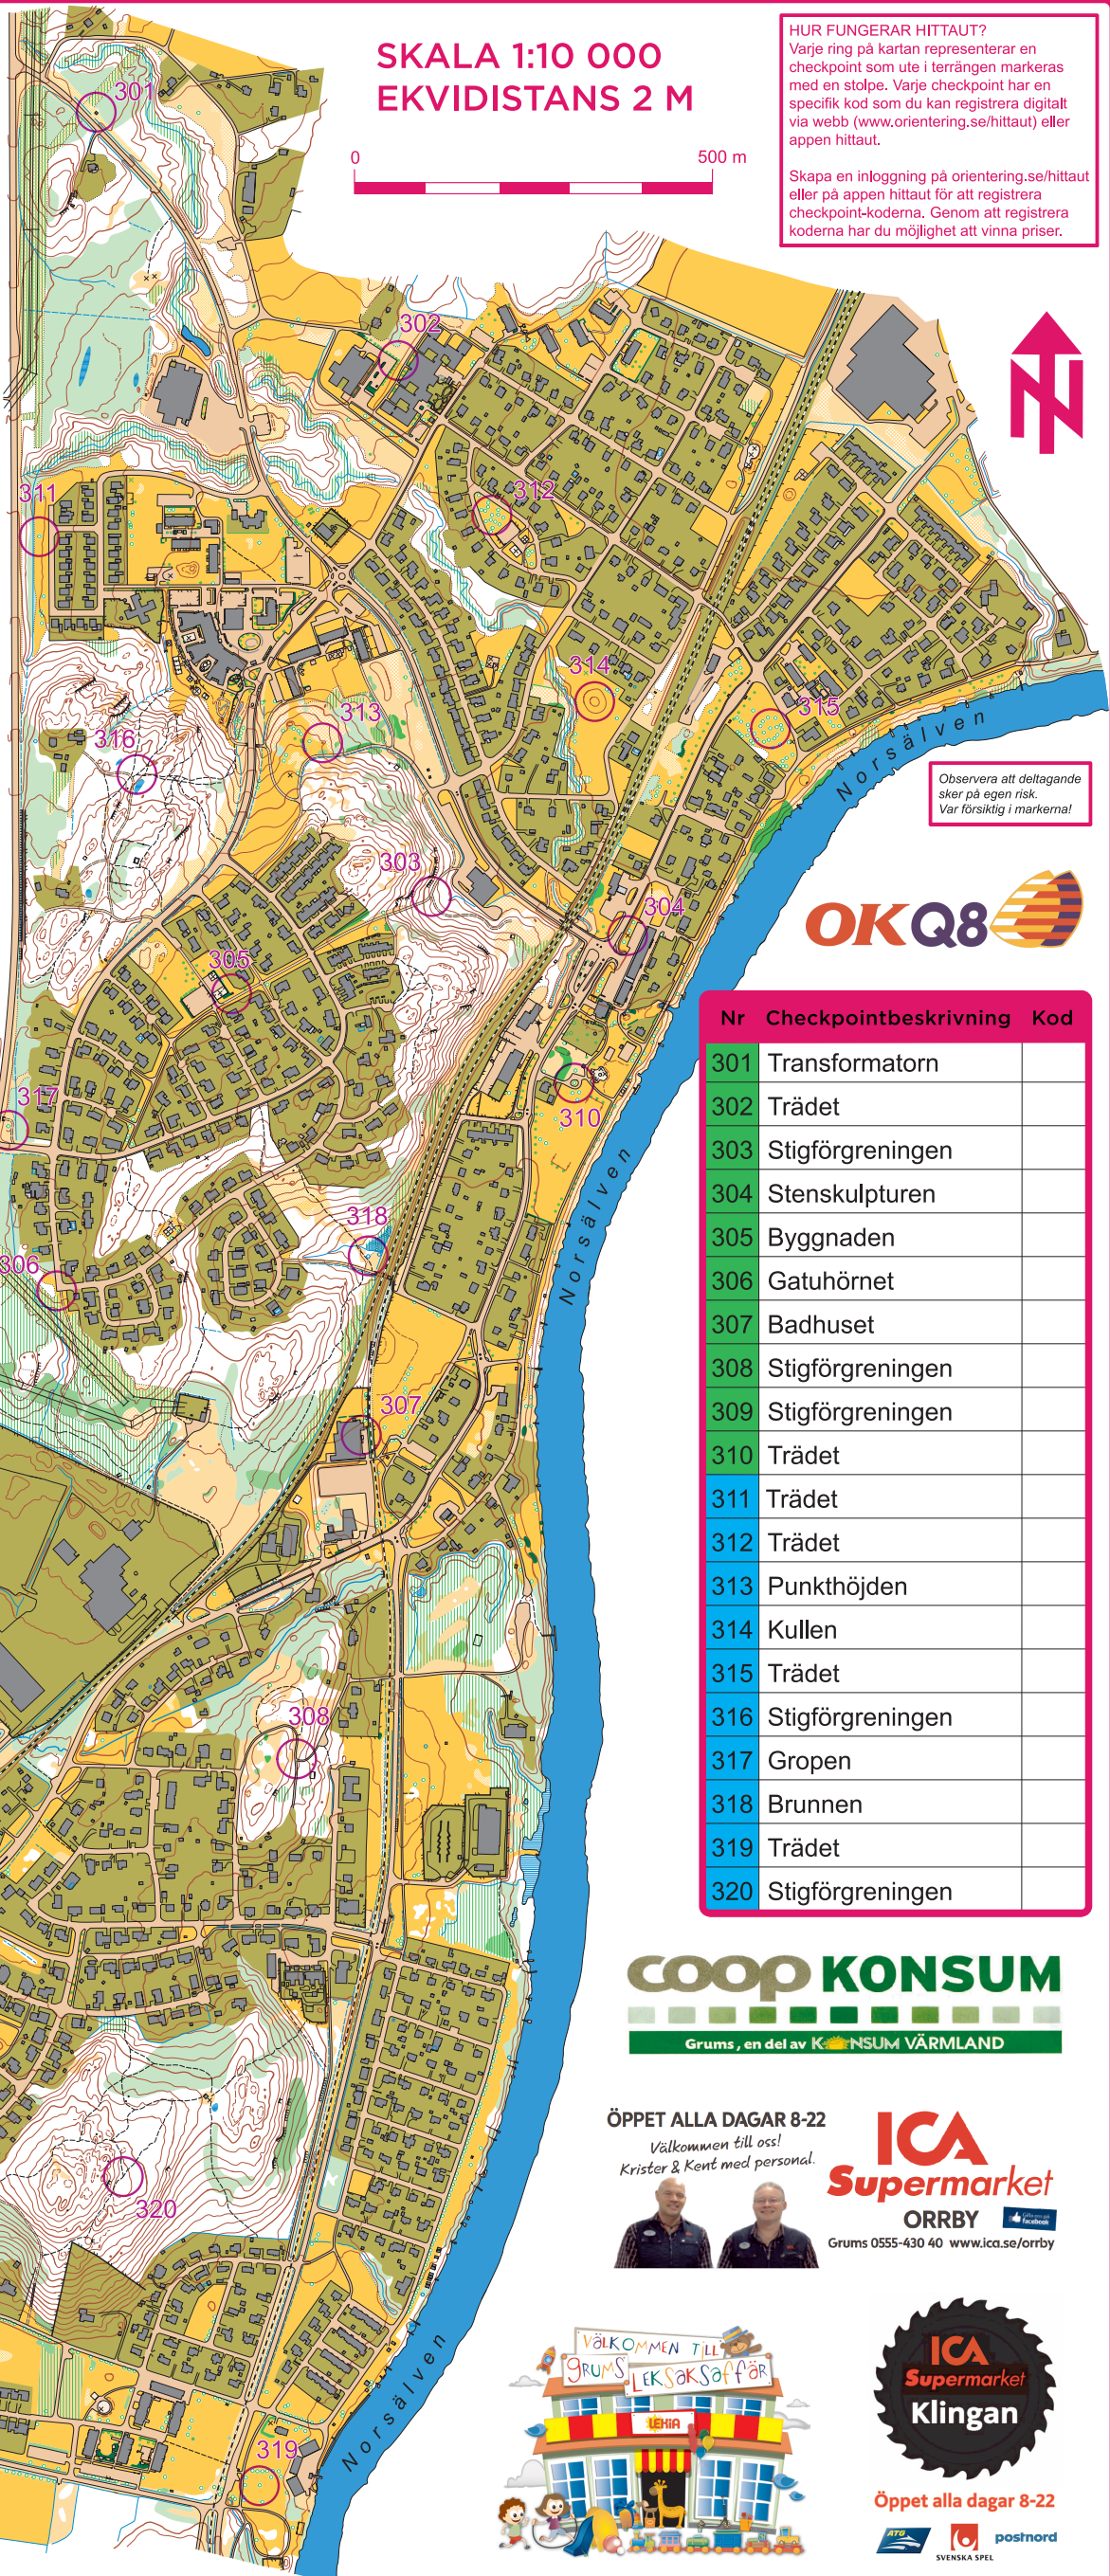 SKALA 1:10 000
EKVIDISTANS 2 M
0 500 m
HUR FUNGERAR HITTAUT?
Varje ring på kartan representerar en
checkpoint som ute i terrängen markeras
med en stolpe. Varje checkpoint har en
specifik kod som du kan registrera digitalt
via webb (www.orientering.se/hittaut) eller
appen hittaut.
Skapa en inloggning på orientering.se/hittaut
eller på appen hittaut för att registrera
checkpoint-koderna. Genom att registrera
koderna har du möjlighet att vinna priser.
N
301
302
311
312
314
313
315
316
Norsälven
Observera att deltagande
sker på egen risk.
Var försiktig i markerna!
303
304
305
OKQ8
317
310
Norsälven
318
306
307
308
320
319
Norsälven
Nr Checkpointbeskrivning Kod
301 Transformatorn
302 Trädet
303 Stigförgreningen
304 Stenskulpturen
305 Byggnaden
306 Gatuhörnet
307 Badhuset
308 Stigförgreningen
309 Stigförgreningen
310 Trädet
311 Trädet
312 Trädet
313 Punkthöjden
314 Kullen
315 Trädet
316 Stigförgreningen
317 Gropen
318 Brunnen
319 Trädet
320 Stigförgreningen
coop KONSUM
Grums, en del av KONSUM VÄRMLAND
ÖPPET ALLA DAGAR 8-22
Välkommen till oss!
Krister & Kent med personal.
ICA
Supermarket
ORRBY
Gilla oss på
facebook
Grums 0555-430 40 www.ica.se/orrby
VÄLKOMMEN TILL
GRUMS LEKSAKSAFFÄR
LEKIA
ICA
Supermarket
Klingan
Öppet alla dagar 8-22
ATG
SVENSKA SPEL
postnord